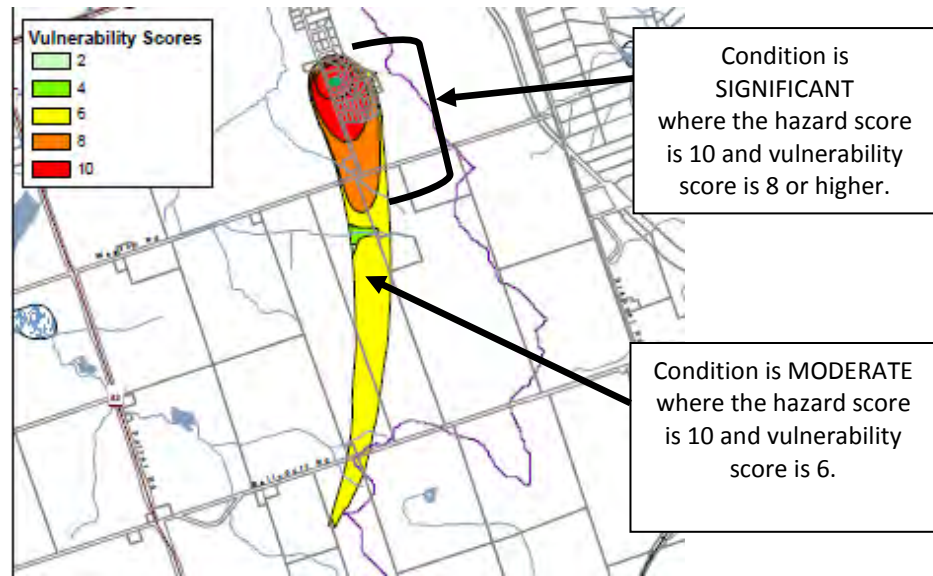 Vulnerability Scores
2
4
6
8
10
Condition is
SIGNIFICANT
where the hazard score
is 10 and vulnerability
score is 8 or higher.
Condition is MODERATE
where the hazard score
is 10 and vulnerability
score is 6.